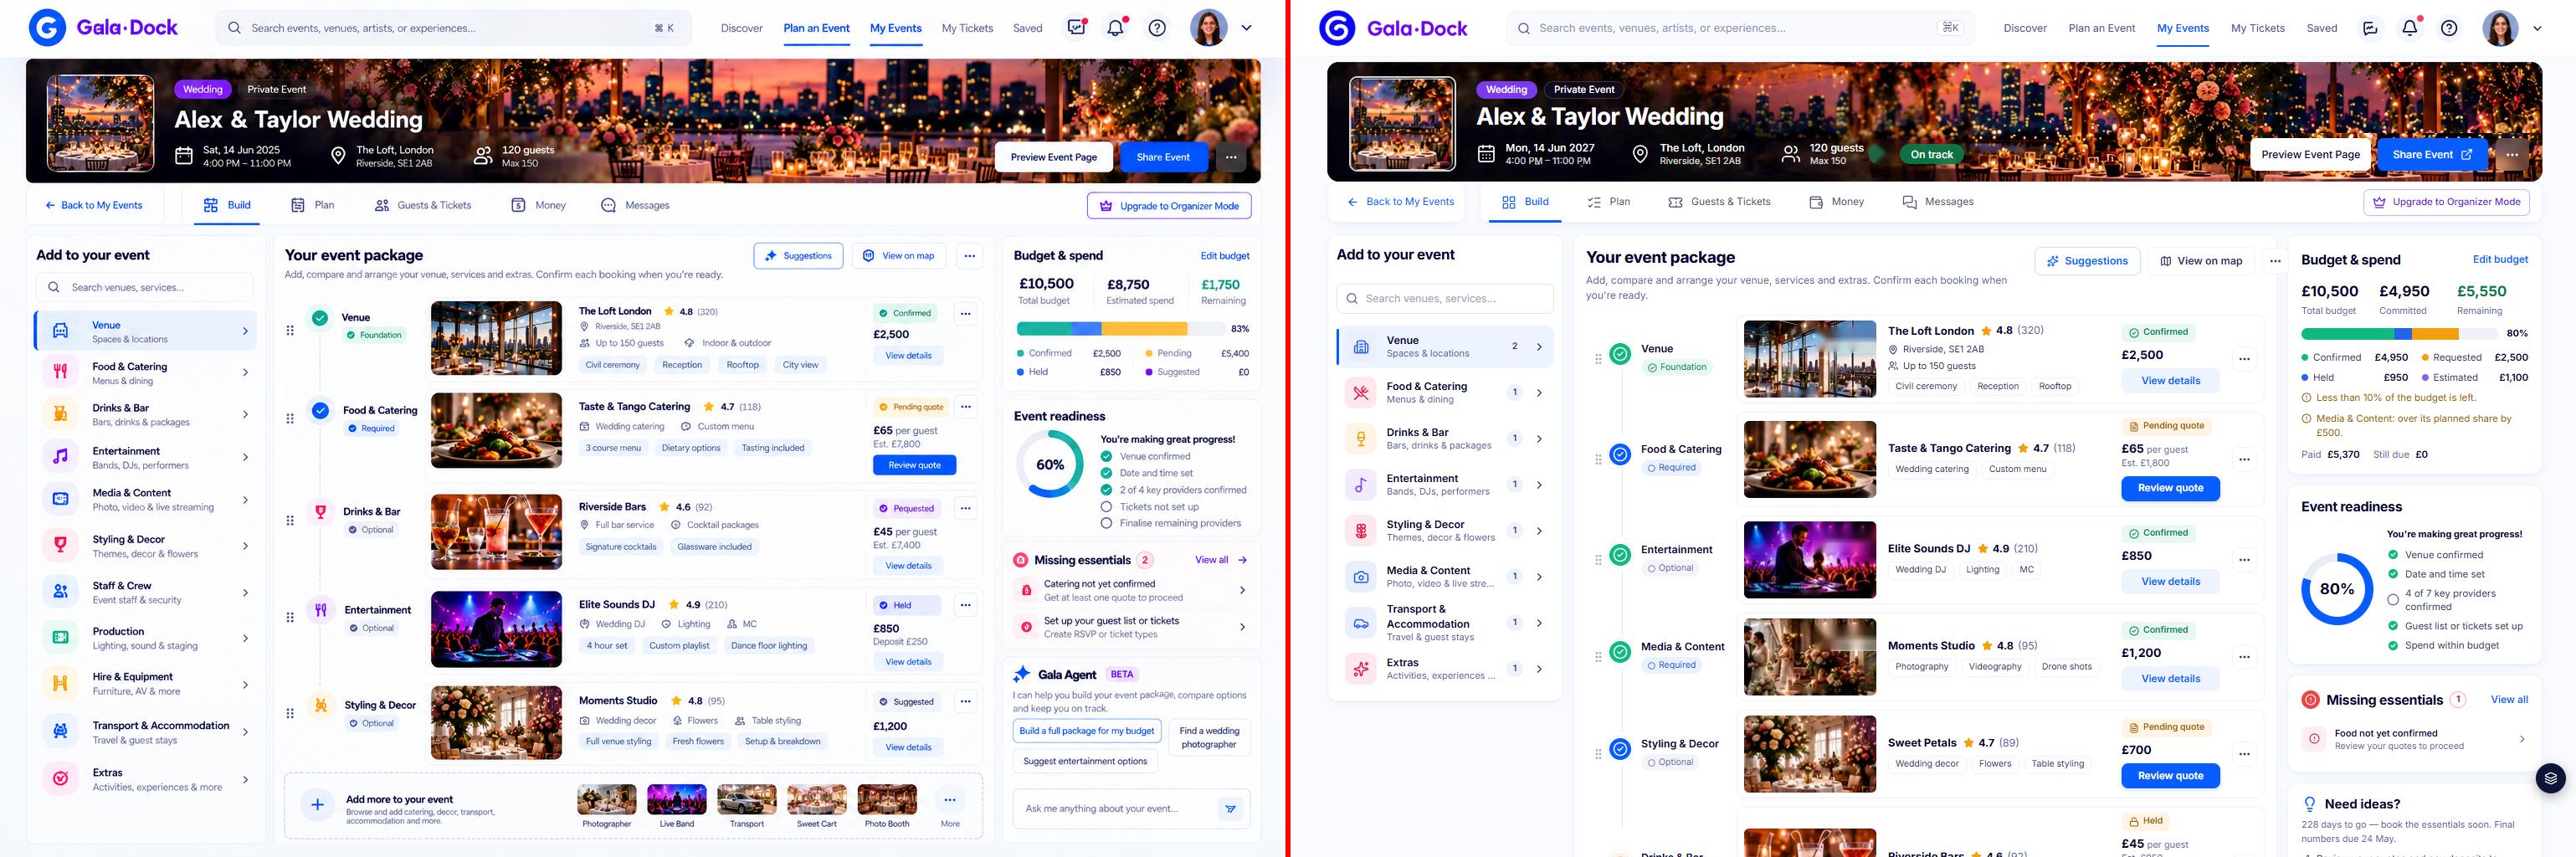 Gala·Dock
Search events, venues, artists, or experiences...
⌘ K
Discover
Plan an Event
My Events
My Tickets
Saved
Wedding
Private Event
Alex & Taylor Wedding
Sat, 14 Jun 2025
4:00 PM – 11:00 PM
The Loft, London
Riverside, SE1 2AB
120 guests
Max 150
Preview Event Page
Share Event
Back to My Events
Build
Plan
Guests & Tickets
Money
Messages
Upgrade to Organizer Mode
Add to your event
Search venues, services...
Venue
Spaces & locations
Food & Catering
Menus & dining
Drinks & Bar
Bars, drinks & packages
Entertainment
Bands, DJs, performers
Media & Content
Photo, video & live streaming
Styling & Decor
Themes, decor & flowers
Staff & Crew
Event staff & security
Production
Lighting, sound & staging
Hire & Equipment
Furniture, AV & more
Transport & Accommodation
Travel & guest stays
Extras
Activities, experiences & more
Your event package
Add, compare and arrange your venue, services and extras. Confirm each booking when you're ready.
Suggestions
View on map
Venue
Foundation
The Loft London 4.8 (320)
Riverside, SE1 2AB
Up to 150 guests
Indoor & outdoor
Civil ceremony
Reception
Rooftop
City view
Confirmed
£2,500
View details
Food & Catering
Required
Taste & Tango Catering 4.7 (118)
Wedding catering
Custom menu
3 course menu
Dietary options
Tasting included
Pending quote
£65 per guest
Est. £7,800
Review quote
Drinks & Bar
Optional
Riverside Bars 4.6 (92)
Full bar service
Cocktail packages
Signature cocktails
Glassware included
Pequested
£45 per guest
Est. £7,400
View details
Entertainment
Optional
Elite Sounds DJ 4.9 (210)
Wedding DJ
Lighting
MC
4 hour set
Custom playlist
Dance floor lighting
Held
£850
Deposit £250
View details
Styling & Decor
Optional
Moments Studio 4.8 (95)
Wedding decor
Flowers
Table styling
Full venue styling
Fresh flowers
Setup & breakdown
Suggested
£1,200
View details
Add more to your event
Browse and add catering, decor, transport,
accommodation and more.
Photographer
Live Band
Transport
Sweet Cart
Photo Booth
More
Budget & spend
Edit budget
£10,500
Total budget
£8,750
Estimated spend
£1,750
Remaining
83%
Confirmed £2,500
Pending £5,400
Held £850
Suggested £0
Event readiness
60%
You're making great progress!
Venue confirmed
Date and time set
2 of 4 key providers confirmed
Tickets not set up
Finalise remaining providers
Missing essentials 2
View all
Catering not yet confirmed
Get at least one quote to proceed
Set up your guest list or tickets
Create RSVP or ticket types
Gala Agent BETA
I can help you build your event package, compare options
and keep you on track.
Build a full package for my budget
Find a wedding
photographer
Suggest entertainment options
Ask me anything about your event...
Gala·Dock
Search events, venues, artists, or experiences...
⌘K
Discover
Plan an Event
My Events
My Tickets
Saved
Wedding
Private Event
Alex & Taylor Wedding
Mon, 14 Jun 2027
4:00 PM – 11:00 PM
The Loft, London
Riverside, SE1 2AB
120 guests
Max 150
On track
Preview Event Page
Share Event
Back to My Events
Build
Plan
Guests & Tickets
Money
Messages
Upgrade to Organizer Mode
Add to your event
Search venues, services...
Venue
Spaces & locations
2
Food & Catering
Menus & dining
1
Drinks & Bar
Bars, drinks & packages
1
Entertainment
Bands, DJs, performers
1
Styling & Decor
Themes, decor & flowers
1
Media & Content
Photo, video & live stre...
1
Transport &
Accommodation
Travel & guest stays
1
Extras
Activities, experiences ...
1
Your event package
Add, compare and arrange your venue, services and extras. Confirm each booking when
you're ready.
Suggestions
View on map
Venue
Foundation
The Loft London 4.8 (320)
Riverside, SE1 2AB
Up to 150 guests
Civil ceremony
Reception
Rooftop
Confirmed
£2,500
View details
Food & Catering
Required
Taste & Tango Catering 4.7 (118)
Wedding catering
Custom menu
Pending quote
£65 per guest
Est. £1,800
Review quote
Entertainment
Optional
Elite Sounds DJ 4.9 (210)
Wedding DJ
Lighting
MC
Confirmed
£850
View details
Media & Content
Required
Moments Studio 4.8 (95)
Photography
Videography
Drone shots
Confirmed
£1,200
View details
Styling & Decor
Optional
Sweet Petals 4.7 (89)
Wedding decor
Flowers
Table styling
Pending quote
£700
Review quote
Held
£45 per guest
Budget & spend
Edit budget
£10,500
Total budget
£4,950
Committed
£5,550
Remaining
80%
Confirmed £4,950
Requested £2,500
Held £950
Estimated £1,100
Less than 10% of the budget is left.
Media & Content: over its planned share by
£500.
Paid £5,370
Still due £0
Event readiness
80%
You're making great progress!
Venue confirmed
Date and time set
4 of 7 key providers
confirmed
Guest list or tickets set up
Spend within budget
Missing essentials 1
View all
Food not yet confirmed
Review your quotes to proceed
Need ideas?
228 days to go — book the essentials soon. Final
numbers due 24 May.